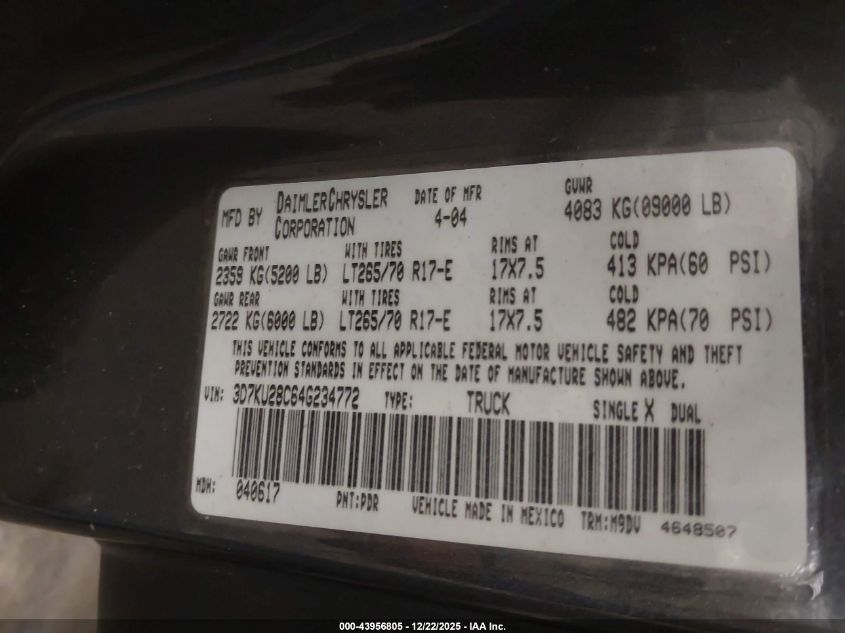 MFD BY DAIMLERCHRYSLER CORPORATION DATE OF MFR 4-04 GVWR 4083 KG(09000 LB)
GAWR FRONT WITH TIRES RIMS AT COLD
2359 KG(5200 LB) LT265/70 R17-E 17X7.5 413 KPA(60 PSI)
GAWR REAR WITH TIRES RIMS AT COLD
2722 KG(6000 LB) LT265/70 R17-E 17X7.5 482 KPA(70 PSI)
THIS VEHICLE CONFORMS TO ALL APPLICABLE FEDERAL MOTOR VEHICLE SAFETY AND THEFT
PREVENTION STANDARDS IN EFFECT ON THE DATE OF MANUFACTURE SHOWN ABOVE.
VIN: 3D7KU28C64G234772 TYPE: TRUCK SINGLE X DUAL
MDH: 040617 PNT:PDR VEHICLE MADE IN MEXICO TRM:M9DV 4648507
000-43956805 - 12/22/2025 - IAA Inc.